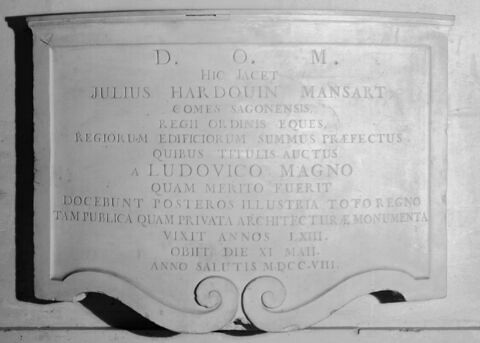 D. O. M.
HIC JACET
JULIUS HARDOUIN MANSART
COMES SAGONENSIS,
REGII ORDINIS EQUES,
REGIORUM EDIFICIORUM SUMMUS PRÆFECTUS
QUIBUS TITULIS AUCTUS
A LUDOVICO MAGNO
QUAM MERITO FUERIT
DOCEBUNT POSTEROS ILLUSTRIA TOTO REGNO
TAM PUBLICA QUAM PRIVATA ARCHITECTURÆ MONUMENTA
VIXIT ANNOS LXIII.
OBIIT DIE XI MAII.
ANNO SALUTIS M.DCC.VIII.